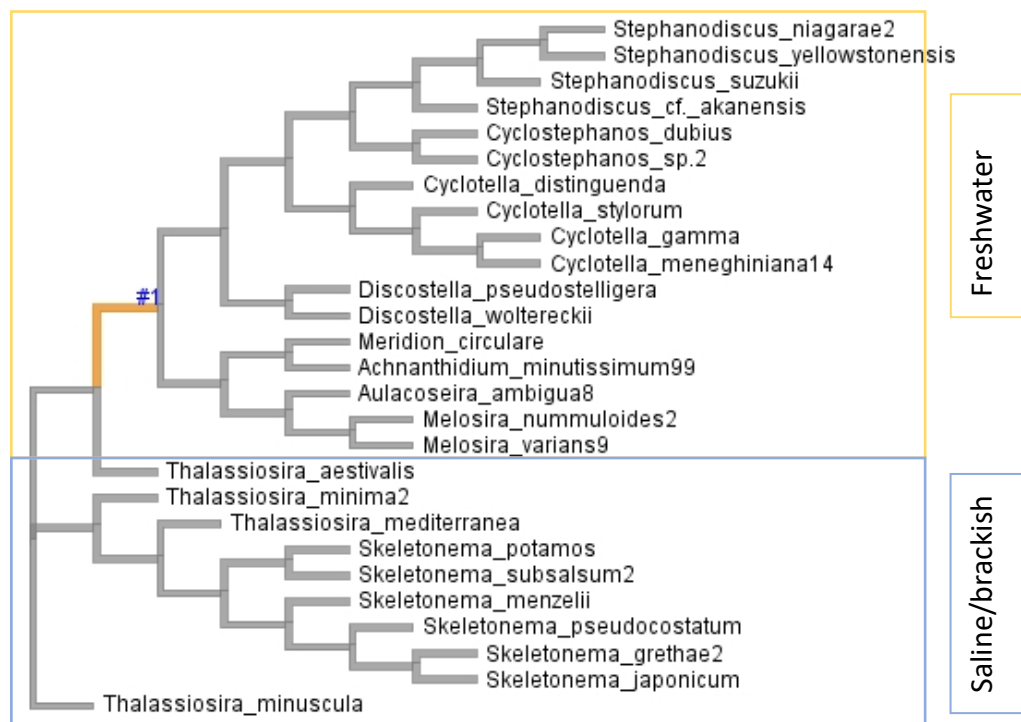 Stephanodiscus_niagarae2
Stephanodiscus_yellowstonensis
Stephanodiscus_suzukii
Stephanodiscus_cf._akanensis
Cyclostephanos_dubius
Cyclostephanos_sp.2
Cyclotella_distinguenda
Cyclotella_stylorum
Cyclotella_gamma
Cyclotella_meneghiniana14
#1
Discostella_pseudostelligera
Discostella_woltereckii
Meridion_circulare
Achnanthidium_minutissimum99
Aulacoseira_ambigua8
Melosira_nummuloides2
Melosira_varians9
Thalassiosira_aestivalis
Thalassiosira_minima2
Thalassiosira_mediterranea
Skeletonema_potamos
Skeletonema_subsalsum2
Skeletonema_menzelii
Skeletonema_pseudocostatum
Skeletonema_grethae2
Skeletonema_japonicum
Thalassiosira_minuscula
Freshwater
Saline/brackish